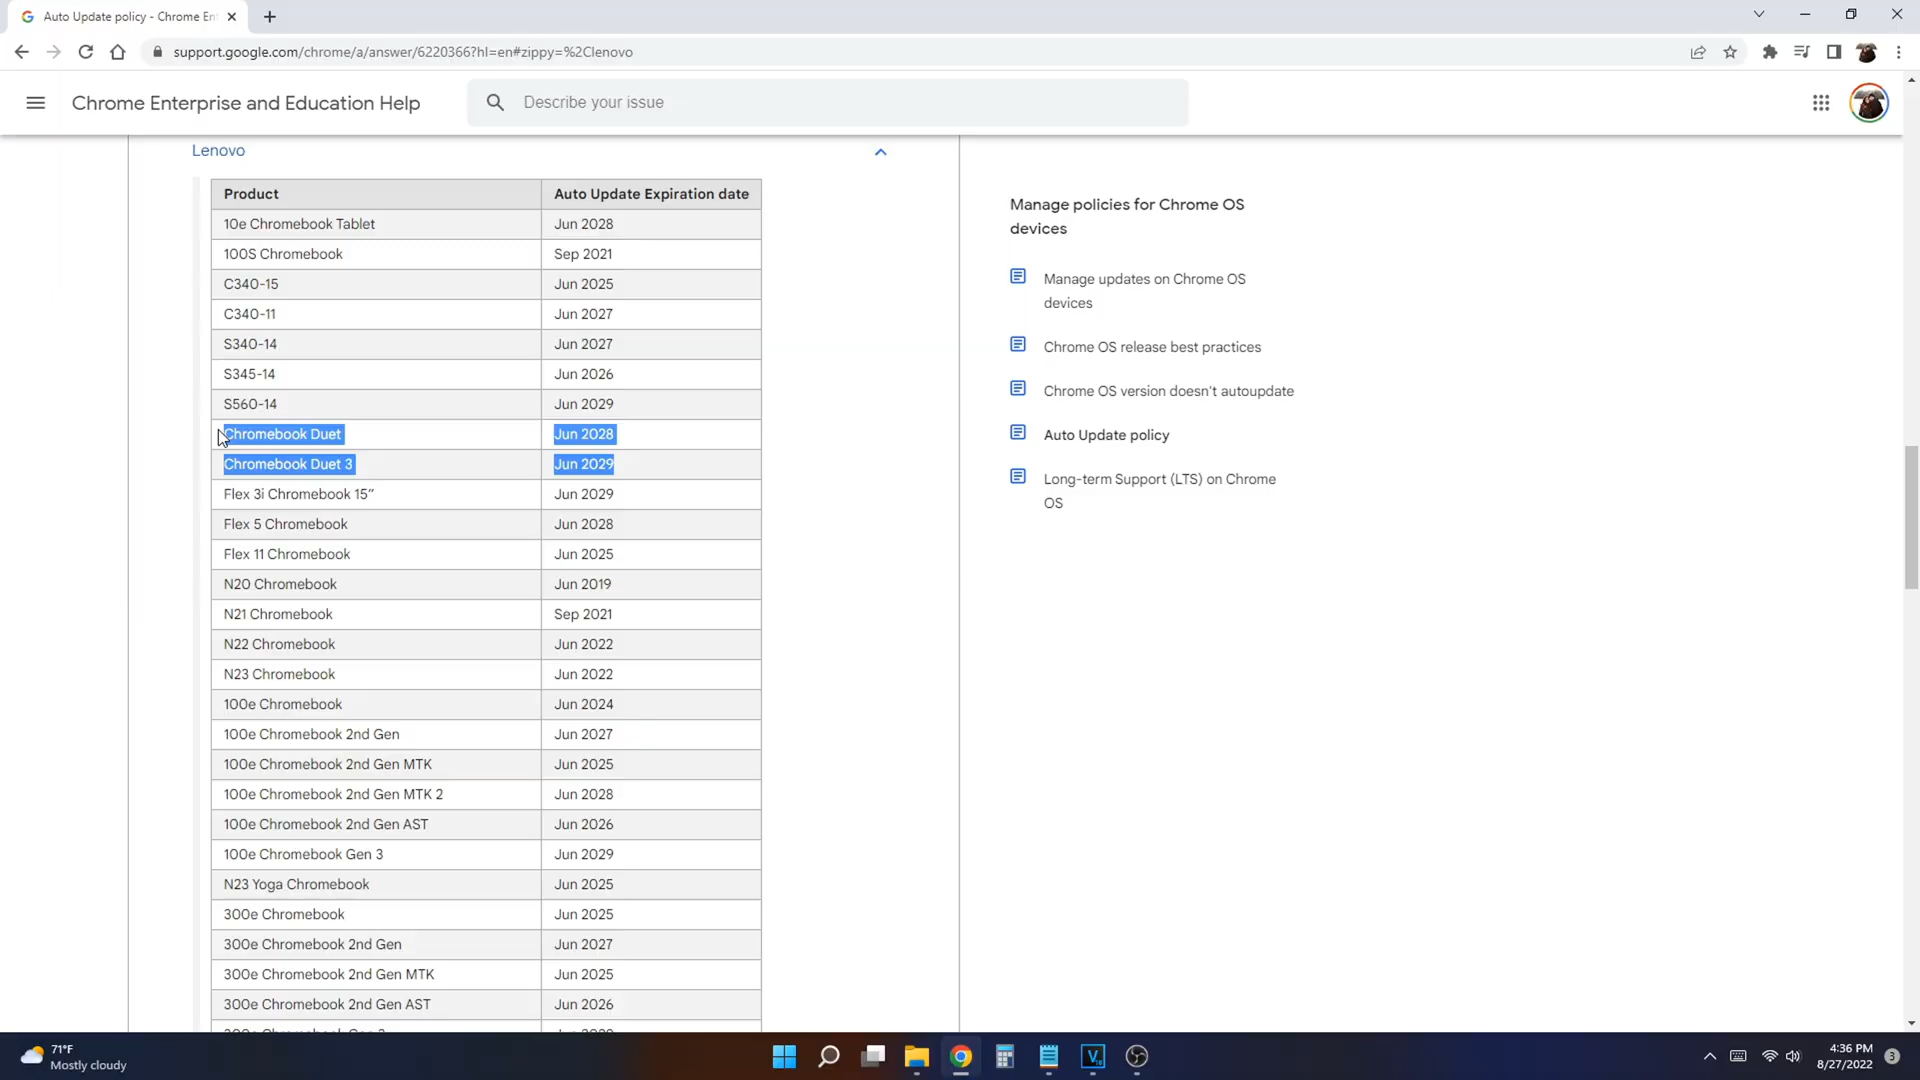 Auto Update policy - Chrome En
support.google.com/chrome/a/answer/6220366?hl=en#zippy=%2Clenovo
Chrome Enterprise and Education Help
Describe your issue
Lenovo
Product Auto Update Expiration date
10e Chromebook Tablet Jun 2028
100S Chromebook Sep 2021
C340-15 Jun 2025
C340-11 Jun 2027
S340-14 Jun 2027
S345-14 Jun 2026
S560-14 Jun 2029
Chromebook Duet Jun 2028
Chromebook Duet 3 Jun 2029
Flex 3i Chromebook 15” Jun 2029
Flex 5 Chromebook Jun 2028
Flex 11 Chromebook Jun 2025
N20 Chromebook Jun 2019
N21 Chromebook Sep 2021
N22 Chromebook Jun 2022
N23 Chromebook Jun 2022
100e Chromebook Jun 2024
100e Chromebook 2nd Gen Jun 2027
100e Chromebook 2nd Gen MTK Jun 2025
100e Chromebook 2nd Gen MTK 2 Jun 2028
100e Chromebook 2nd Gen AST Jun 2026
100e Chromebook Gen 3 Jun 2029
N23 Yoga Chromebook Jun 2025
300e Chromebook Jun 2025
300e Chromebook 2nd Gen Jun 2027
300e Chromebook 2nd Gen MTK Jun 2025
300e Chromebook 2nd Gen AST Jun 2026
Manage policies for Chrome OS
devices
Manage updates on Chrome OS
devices
Chrome OS release best practices
Chrome OS version doesn't autoupdate
Auto Update policy
Long-term Support (LTS) on Chrome
OS
71°F
Mostly cloudy
4:36 PM
8/27/2022
3